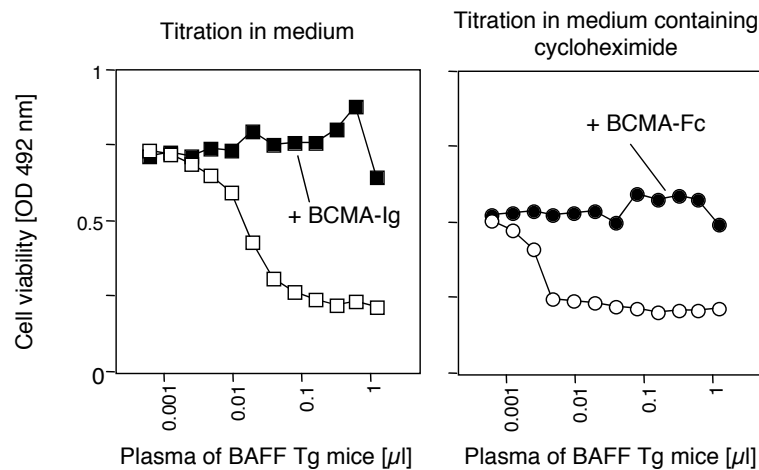 Titration in medium
Titration in medium containing
cycloheximide
Cell viability [OD 492 nm]
1
0.5
0
+ BCMA-Ig
+ BCMA-Fc
0.001
0.01
0.1
1
0.001
0.01
0.1
1
Plasma of BAFF Tg mice [µl]
Plasma of BAFF Tg mice [µl]